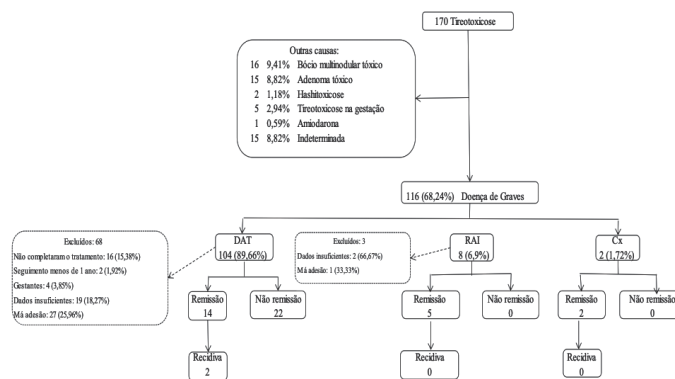 170 Tireotoxicose
Outras causas:
16 9,41% Bócio multinodular tóxico
15 8,82% Adenoma tóxico
2 1,18% Hashitoxicose
5 2,94% Tireotoxicose na gestação
1 0,59% Amiodarona
15 8,82% Indeterminada
116 (68,24%) Doença de Graves
Excluídos: 68
Não completaram o tratamento: 16 (15,38%)
Seguimento menos de 1 ano: 2 (1,92%)
Gestantes: 4 (3,85%)
Dados insuficientes: 19 (18,27%)
Má adesão: 27 (25,96%)
DAT
104 (89,66%)
Excluídos: 3
Dados insuficientes: 2 (66,67%)
Má adesão: 1 (33,33%)
RAI
8 (6,9%)
Cx
2 (1,72%)
Remissão
14
Não remissão
22
Remissão
5
Não remissão
0
Remissão
2
Não remissão
0
Recidiva
2
Recidiva
0
Recidiva
0